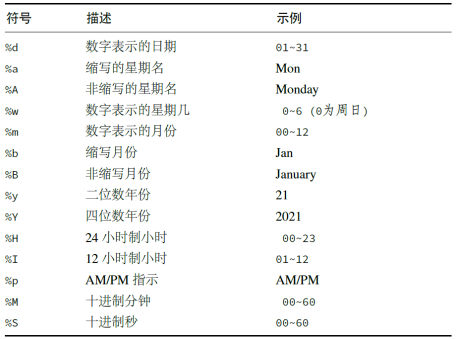 符号 描述 示例
%d 数字表示的日期 01~31
%a 缩写的星期名 Mon
%A 非缩写的星期名 Monday
%w 数字表示的星期几 0~6 (0为周日)
%m 数字表示的月份 00~12
%b 缩写月份 Jan
%B 非缩写月份 January
%y 二位数年份 21
%Y 四位数年份 2021
%H 24 小时制小时 00~23
%I 12 小时制小时 01~12
%p AM/PM 指示 AM/PM
%M 十进制分钟 00~60
%S 十进制秒 00~60